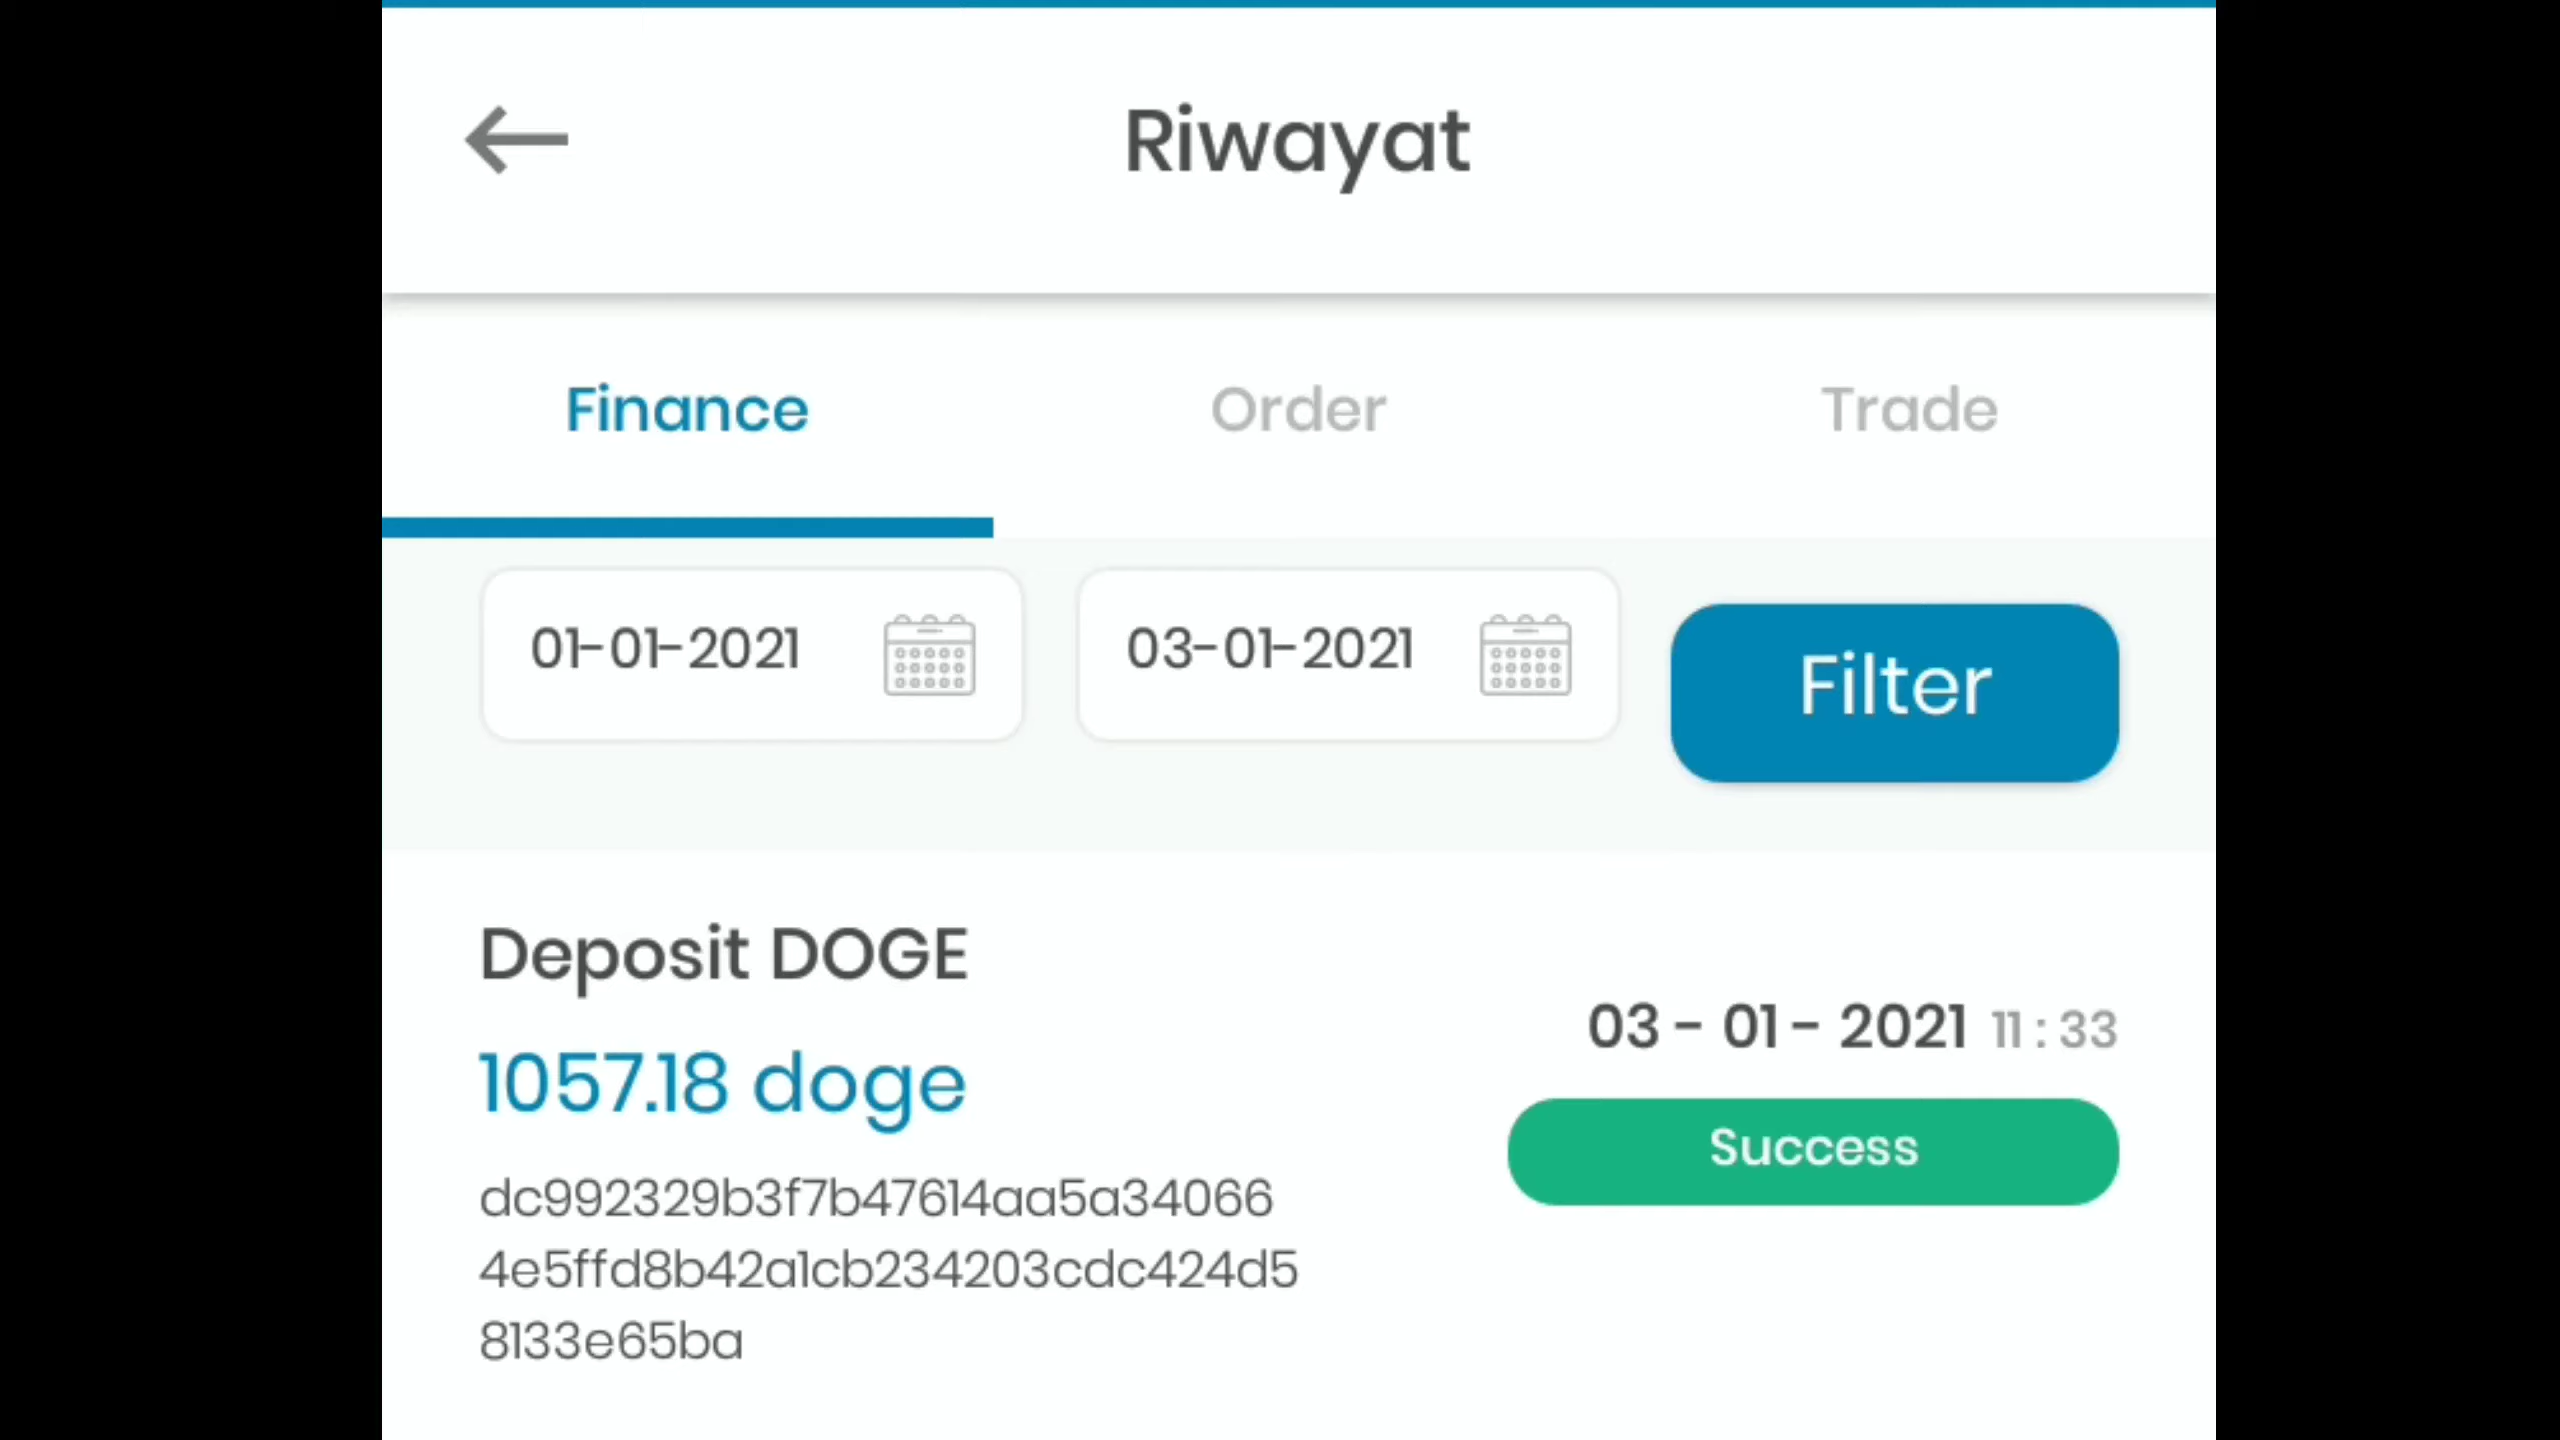 Riwayat
Finance Order Trade
01-01-2021 03-01-2021 Filter
Deposit DOGE
03 - 01 - 2021 11 : 33
1057.18 doge
Success
dc992329b3f7b47614aa5a34066
4e5ffd8b42a1cb234203cdc424d5
8133e65ba